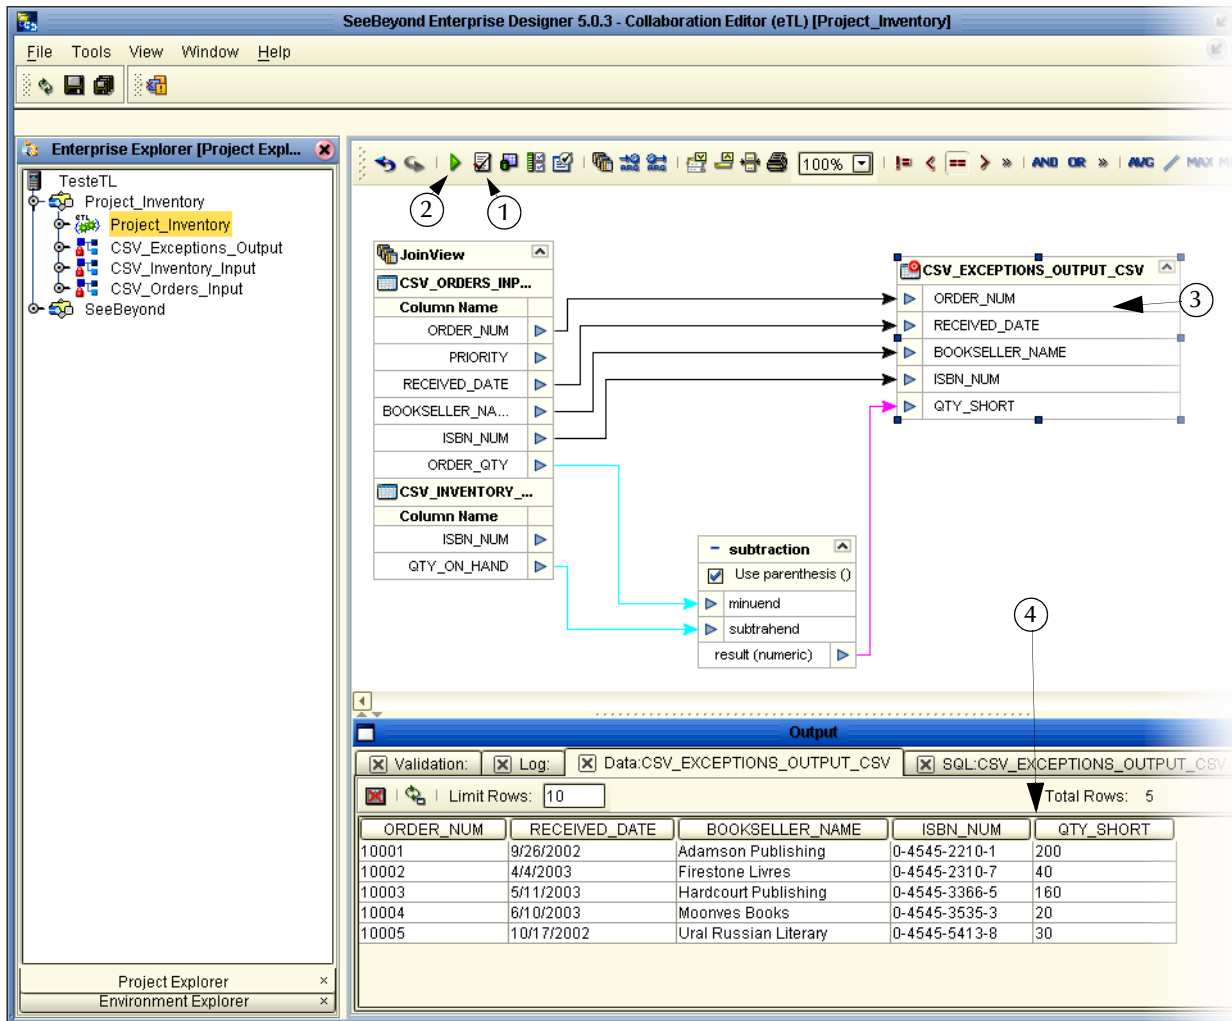 SeeBeyond Enterprise Designer 5.0.3 - Collaboration Editor (eTL) [Project_Inventory]
File Tools View Window Help
Enterprise Explorer [Project Expl...
TesteTL
Project_Inventory
eTL Project_Inventory
CSV_Exceptions_Output
CSV_Inventory_Input
CSV_Orders_Input
SeeBeyond
Project Explorer ×
Environment Explorer ×
100% != < == > » AND OR » AVG MAX
2 1
JoinView
CSV_ORDERS_INP...
Column Name
ORDER_NUM
PRIORITY
RECEIVED_DATE
BOOKSELLER_NA...
ISBN_NUM
ORDER_QTY
CSV_INVENTORY_...
Column Name
ISBN_NUM
QTY_ON_HAND
CSV_EXCEPTIONS_OUTPUT_CSV
ORDER_NUM
RECEIVED_DATE
BOOKSELLER_NAME
ISBN_NUM
QTY_SHORT
3
− subtraction
Use parenthesis ()
minuend
subtrahend
result (numeric)
4
Output
Validation: Log: Data:CSV_EXCEPTIONS_OUTPUT_CSV SQL:CSV_EXCEPTIONS_OUTPUT_CSV
Limit Rows: 10 Total Rows: 5
ORDER_NUM RECEIVED_DATE BOOKSELLER_NAME ISBN_NUM QTY_SHORT
10001 9/26/2002 Adamson Publishing 0-4545-2210-1 200
10002 4/4/2003 Firestone Livres 0-4545-2310-7 40
10003 5/11/2003 Hardcourt Publishing 0-4545-3366-5 160
10004 6/10/2003 Moonves Books 0-4545-3535-3 20
10005 10/17/2002 Ural Russian Literary 0-4545-5413-8 30